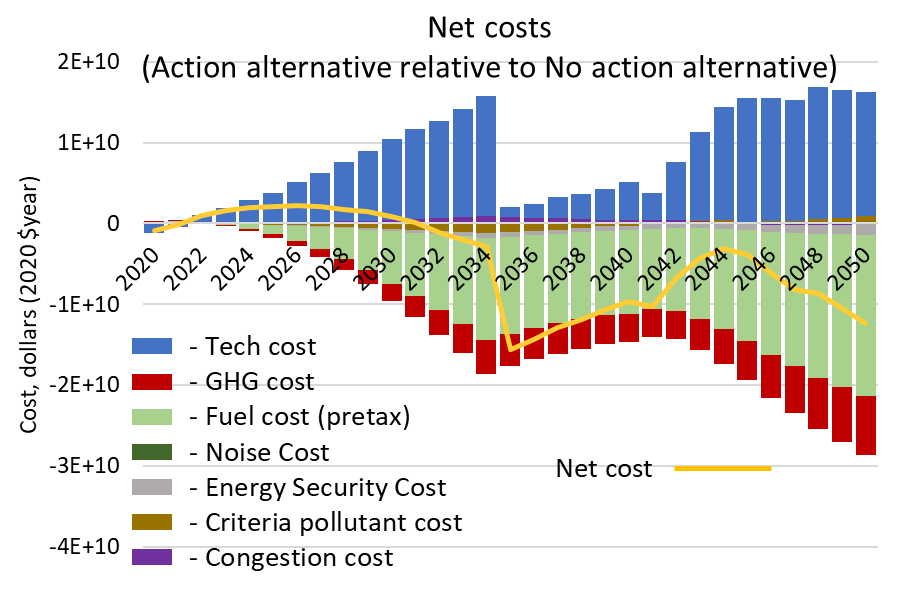 Net costs
(Action alternative relative to No action alternative)
Cost, dollars (2020 $year)
2E+10
1E+10
0
-1E+10
-2E+10
-3E+10
-4E+10
2020
2022
2024
2026
2028
2030
2032
2034
2036
2038
2040
2042
2044
2046
2048
2050
- Tech cost
- GHG cost
- Fuel cost (pretax)
- Noise Cost
- Energy Security Cost
- Criteria pollutant cost
- Congestion cost
Net cost